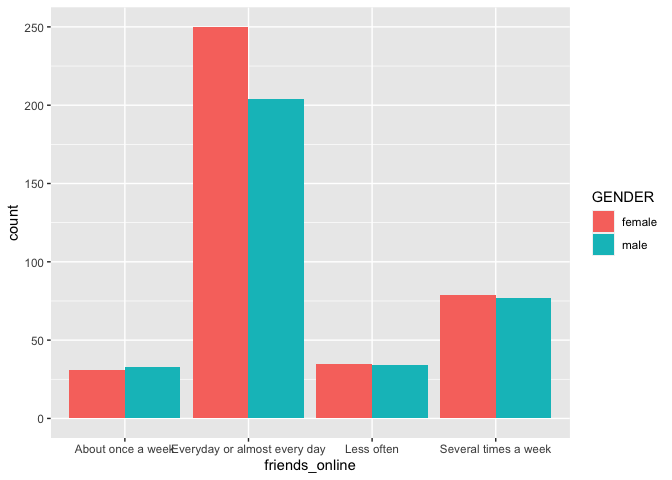 250
200
150
100
50
0
count
About once a week
Everyday or almost every day
Less often
Several times a week
friends_online
GENDER
female
male